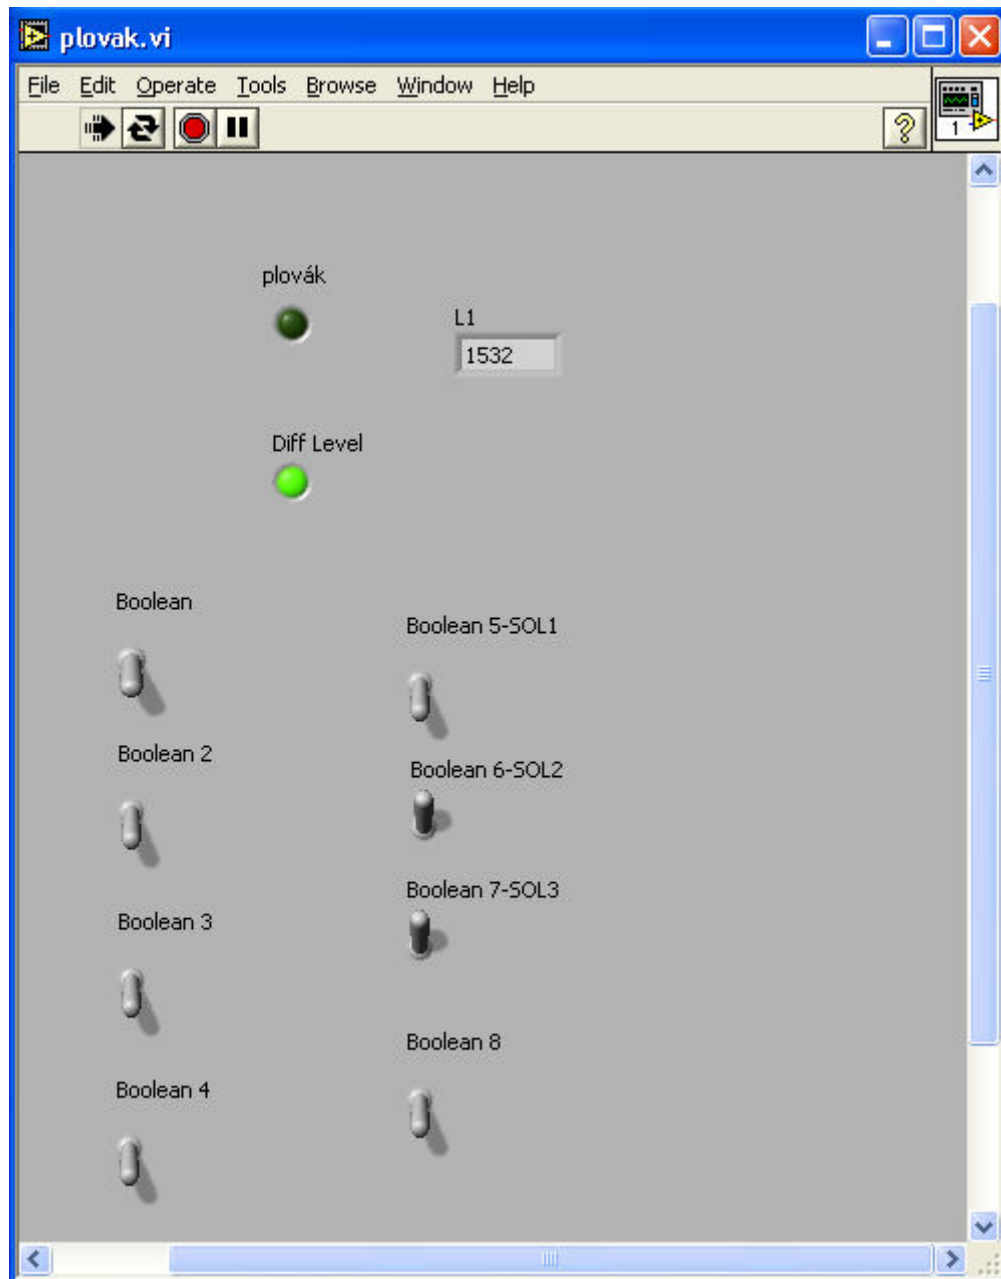 plovak.vi
File Edit Operate Tools Browse Window Help
1
plovák
L1
1532
Diff Level
Boolean
Boolean 5-SOL1
Boolean 2
Boolean 6-SOL2
Boolean 7-SOL3
Boolean 3
Boolean 8
Boolean 4